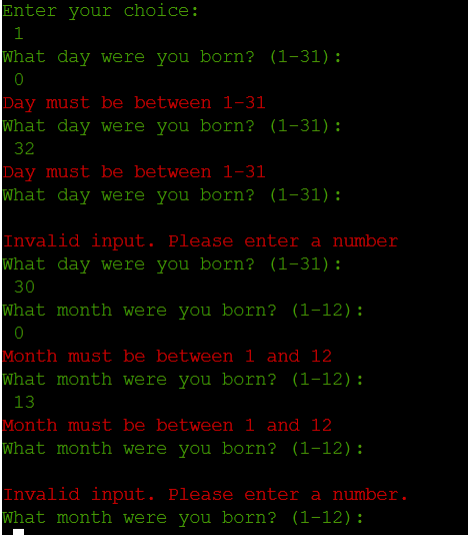 Enter your choice:
1
What day were you born? (1-31):
0
Day must be between 1-31
What day were you born? (1-31):
32
Day must be between 1-31
What day were you born? (1-31):
Invalid input. Please enter a number
What day were you born? (1-31):
30
What month were you born? (1-12):
0
Month must be between 1 and 12
What month were you born? (1-12):
13
Month must be between 1 and 12
What month were you born? (1-12):
Invalid input. Please enter a number.
What month were you born? (1-12):